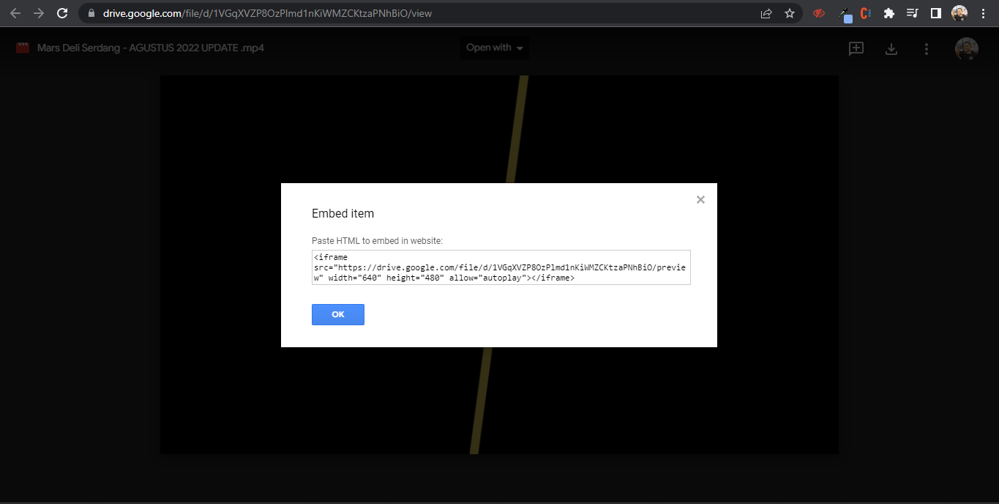 drive.google.com/file/d/1VGqXVZP8OzPlmd1nKiWMZCKtzaPNhBiO/view
Mars Deli Serdang - AGUSTUS 2022 UPDATE .mp4
Open with
Embed item
Paste HTML to embed in website:
<iframe
src="https://drive.google.com/file/d/1VGqXVZP8OzPlmd1nKiWMZCKtzaPNhBiO/previe
w" width="640" height="480" allow="autoplay"></iframe>
OK